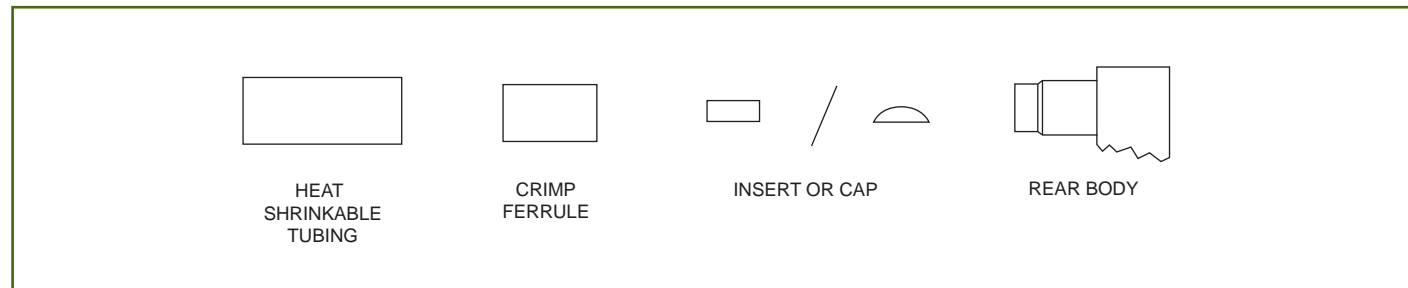 HEAT
SHRINKABLE
TUBING
CRIMP
FERRULE
INSERT OR CAP
REAR BODY